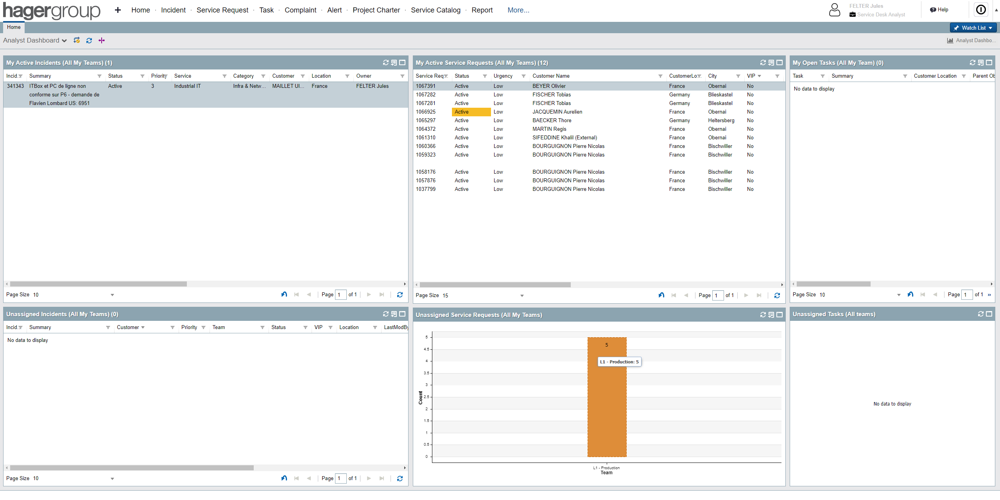 hagergroup
Home · Incident · Service Request · Task · Complaint · Alert · Project Charter · Service Catalog · Report More...
FELTER Jules
Service Desk Analyst
Help
Home
Watch List
Analyst Dashboard
Analyst Dashbo...
My Active Incidents (All My Teams) (1)
Incid... Summary Status Priority Service Category Customer Location Owner
341343 ITBox et PC de ligne non Active 3 Industrial IT Infra & Netw... MAILLET Ul... France FELTER Jules
conforme sur P6 - demande de
Flavien Lombard US: 6951
Page Size 10 Page 1 of 1
My Active Service Requests (All My Teams) (12)
Service Req... Status Urgency Customer Name CustomerLo... City VIP
1067391 Active Low BEYER Olivier France Obernai No
1067282 Active Low FISCHER Tobias Germany Blieskastel No
1067281 Active Low FISCHER Tobias Germany Blieskastel No
1066925 Active Low JACQUEMIN Aurelien France Obernai No
1065297 Active Low BAECKER Thore Germany Heltersberg No
1064372 Active Low MARTIN Regis France Obernai No
1061310 Active Low SIFEDDINE Khalil (External) France Obernai No
1060366 Active Low BOURGUIGNON Pierre Nicolas France Bischwiller No
1059323 Active Low BOURGUIGNON Pierre Nicolas France Bischwiller No
1058176 Active Low BOURGUIGNON Pierre Nicolas France Bischwiller No
1057876 Active Low BOURGUIGNON Pierre Nicolas France Bischwiller No
1037799 Active Low BOURGUIGNON Pierre Nicolas France Bischwiller No
Page Size 15 Page 1 of 1
My Open Tasks (All My Team) (0)
Task Summary Customer Location Parent Ob
No data to display
Page Size 10 Page 1 of 1 »
Unassigned Incidents (All My Teams) (0)
Incid... Summary Customer Priority Team Status VIP Location LastModBy
No data to display
Page Size 10 Page 1 of 1
Unassigned Service Requests (All My Teams)
5
4.5
4
3.5
3
2.5
2
1.5
1
0.5
0
Count
5
L1 - Production: 5
L1 - Production
Team
Unassigned Tasks (All teams)
No data to display